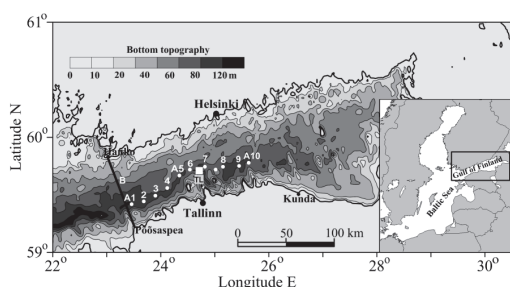 61°
Bottom topography
0 10 20 40 60 80 120 m
Helsinki
Latitude N
60°
Hanko
A1 2 3 4 A5 6 7 8 9 A10
TL
Gulf of Finland
Baltic Sea
Tallinn
Kunda
Pöösaspea
0 50 100 km
59°
22° 24° 26° 28° 30°
Longitude E